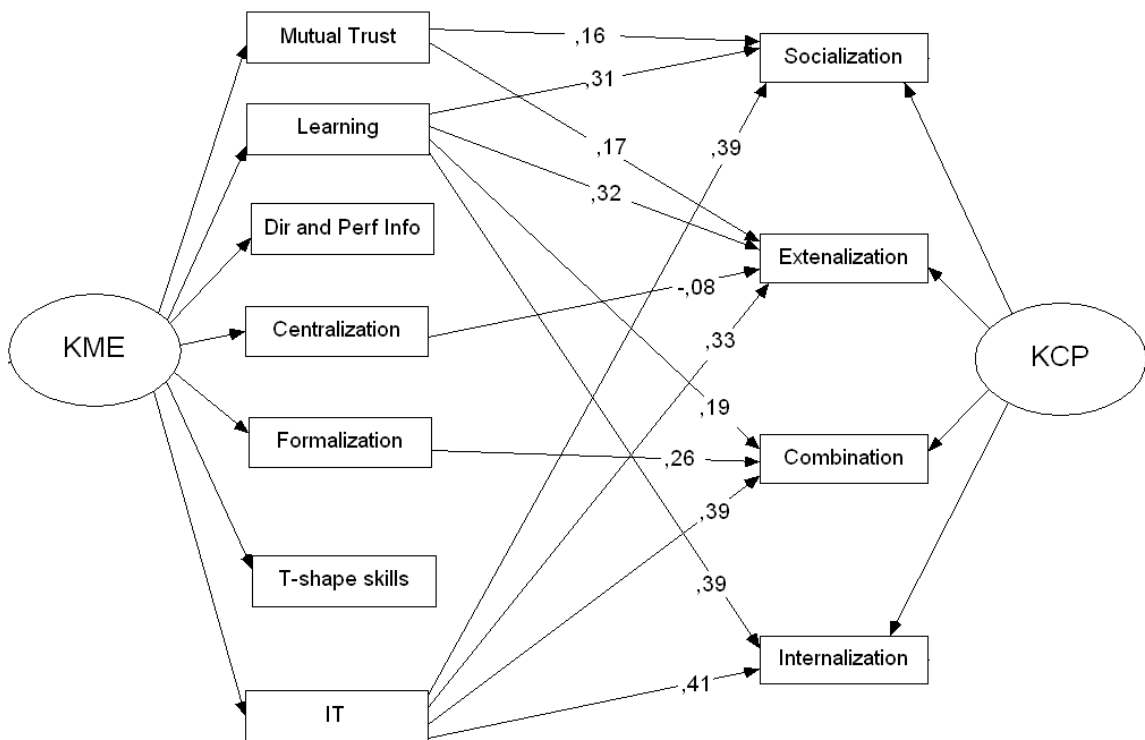 Mutual Trust
,16
Socialization
,31
Learning
,17
,39
,32
Dir and Perf Info
Extenalization
-,08
Centralization
KME
,33
KCP
,19
Formalization
,26
Combination
,39
T-shape skills
,39
Internalization
,41
IT